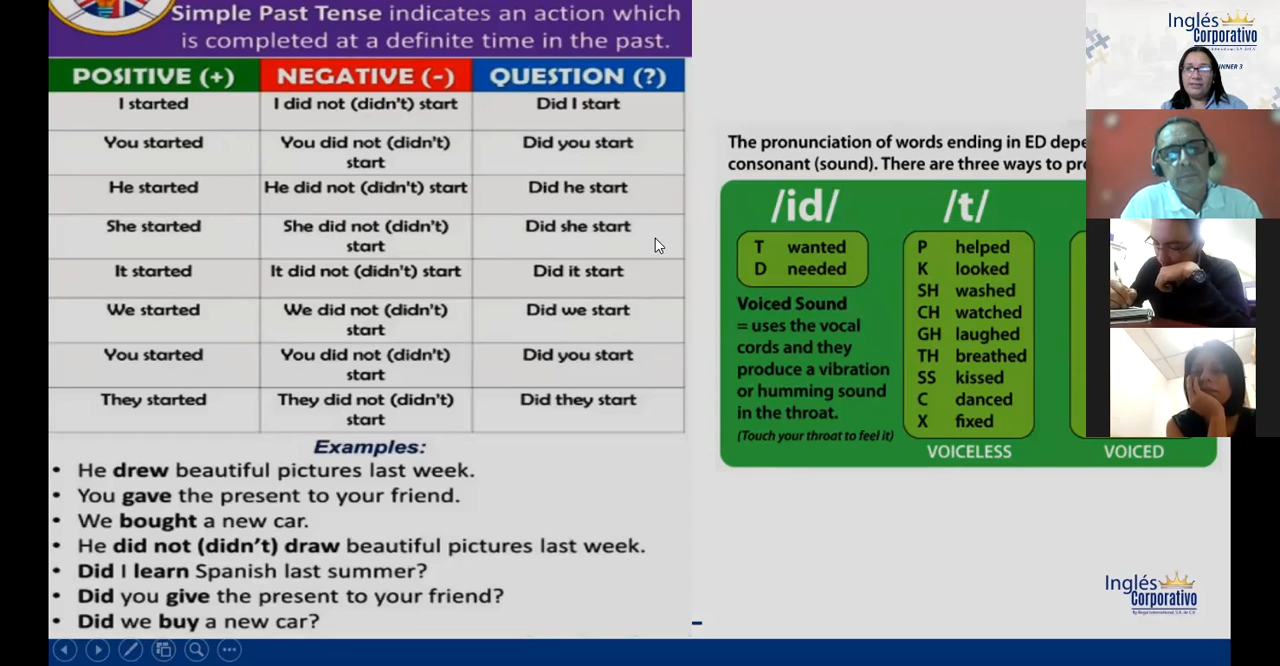 Simple Past Tense indicates an action which
is completed at a definite time in the past.
POSITIVE (+) NEGATIVE (-) QUESTION (?)
I started I did not (didn't) start Did I start
You started You did not (didn't) start Did you start
He started He did not (didn't) start Did he start
She started She did not (didn't) start Did she start
It started It did not (didn't) start Did it start
We started We did not (didn't) start Did we start
You started You did not (didn't) start Did you start
They started They did not (didn't) start Did they start
Examples:
• He drew beautiful pictures last week.
• You gave the present to your friend.
• We bought a new car.
• He did not (didn't) draw beautiful pictures last week.
• Did I learn Spanish last summer?
• Did you give the present to your friend?
• Did we buy a new car?
The pronunciation of words ending in ED
consonant (sound). There are three ways to
/id/
T wanted
D needed
Voiced Sound
= uses the vocal
cords and they
produce a vibration
or humming sound
in the throat.
(Touch your throat to feel it)
/t/
P helped
K looked
SH washed
CH watched
GH laughed
TH breathed
SS kissed
C danced
X fixed
VOICELESS
VOICED
Inglés
Corporativo
Inglés
Corporativo